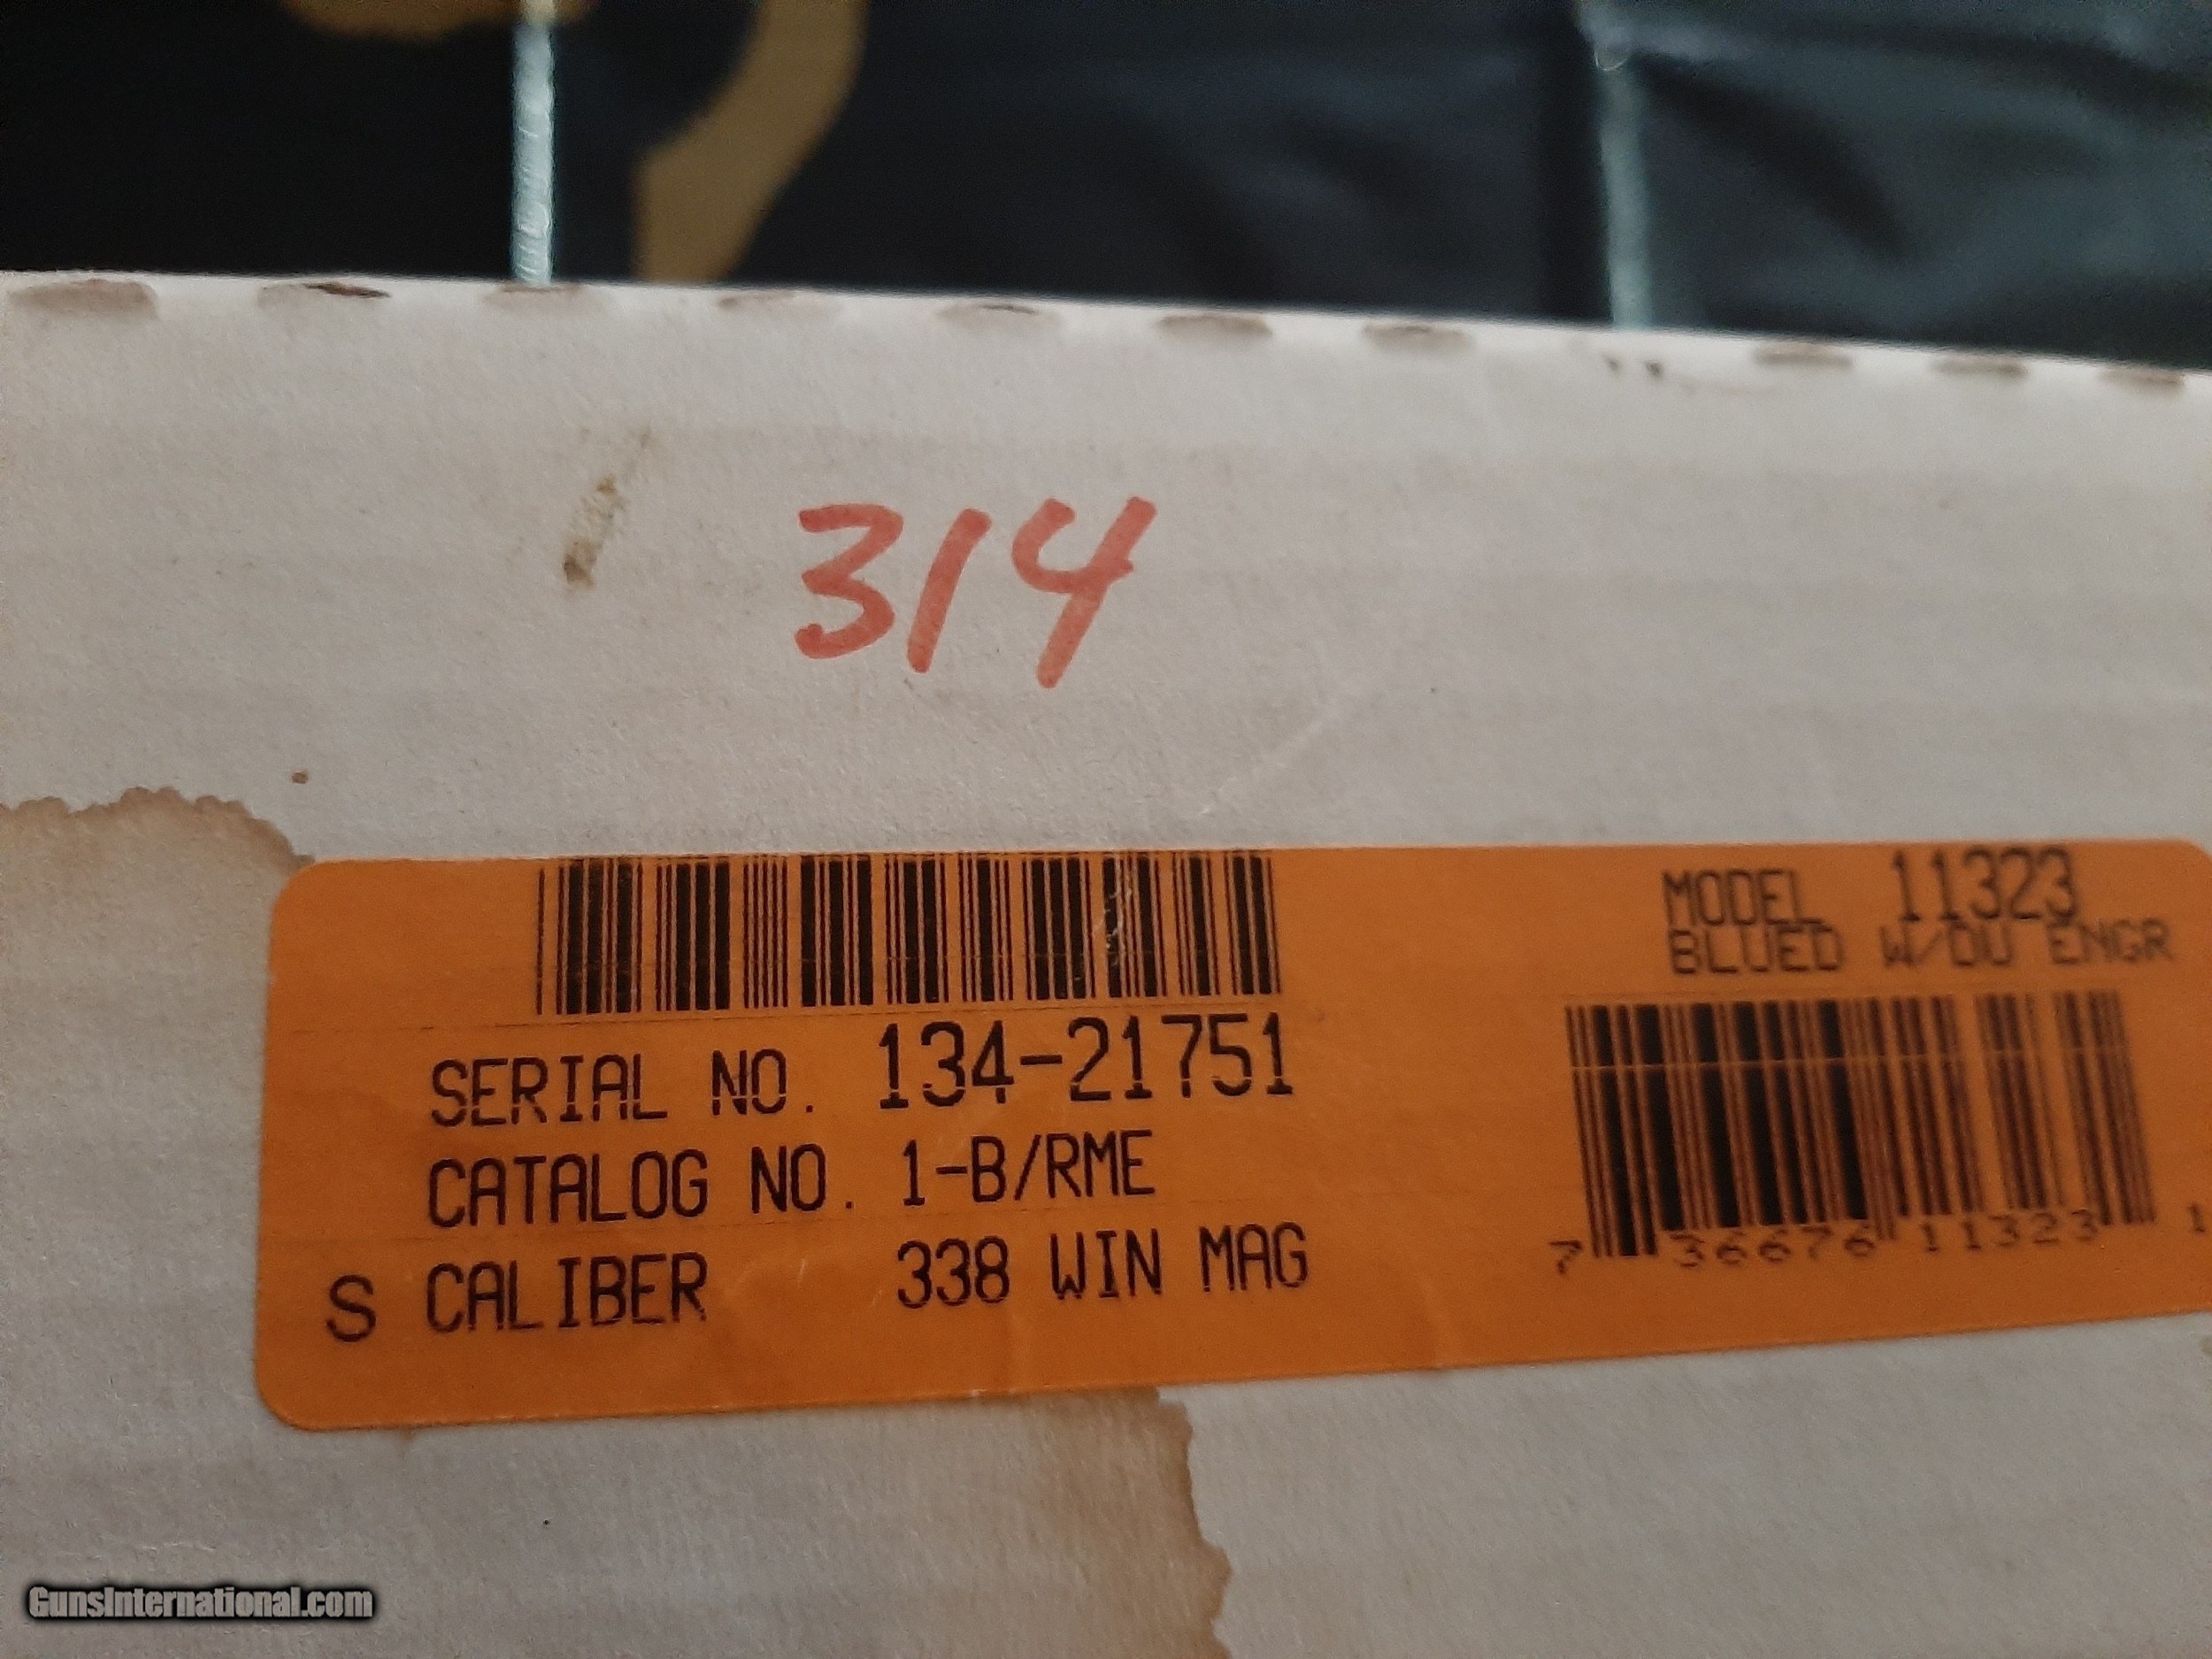 314
MODEL 11323
BLUED W/OU ENGR
SERIAL NO. 134-21751
CATALOG NO. 1-B/RME
S CALIBER 338 WIN MAG
7 36676 11323 1
GunsInternational.com